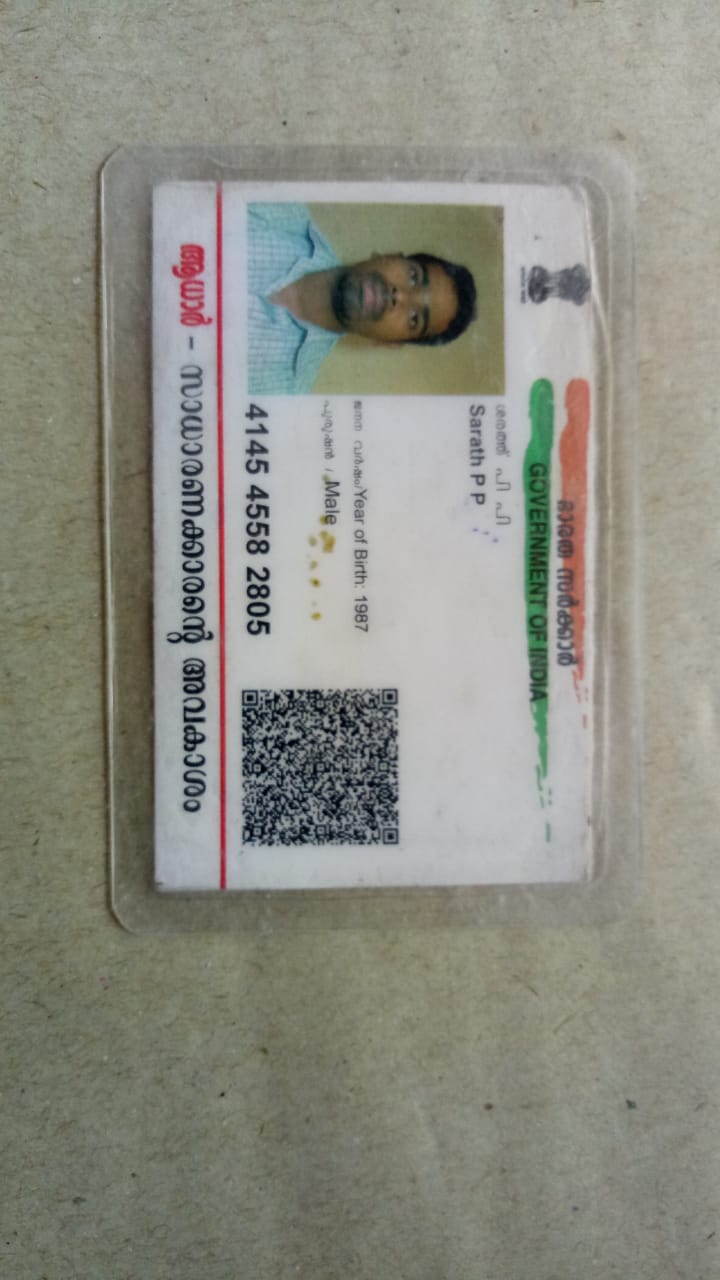 ഭാരത സർക്കാർ
GOVERNMENT OF INDIA
ശരത്ത് പി പി
Sarath P P
ജനന വർഷം/Year of Birth: 1987
പുരുഷൻ / Male
4145 4558 2805
ആധാർ - സാധാരണക്കാരന്റെ അവകാശം